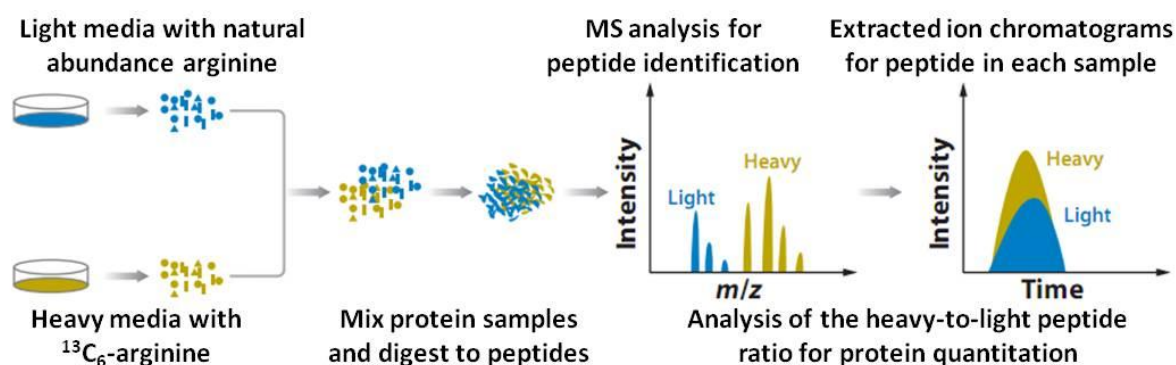 Light media with natural
abundance arginine
MS analysis for
peptide identification
Extracted ion chromatograms
for peptide in each sample
Intensity
Light
Heavy
m/z
Intensity
Heavy
Light
Time
Heavy media with
¹³C₆-arginine
Mix protein samples
and digest to peptides
Analysis of the heavy-to-light peptide
ratio for protein quantitation